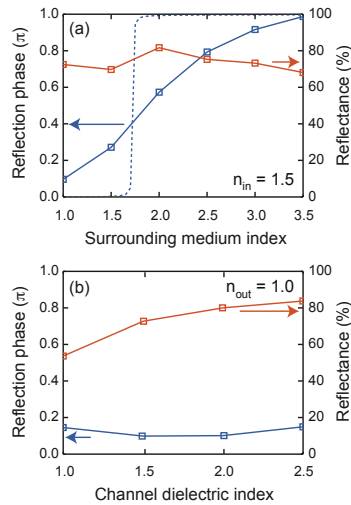 (a)
Reflection phase (π)
1.0
0.8
0.6
0.4
0.2
0.0
100
80
60
40
20
0
Reflectance (%)
n_in = 1.5
1.0 1.5 2.0 2.5 3.0 3.5
Surrounding medium index
(b)
n_out = 1.0
Reflection phase (π)
1.0
0.8
0.6
0.4
0.2
0.0
100
80
60
40
20
0
Reflectance (%)
1.0 1.5 2.0 2.5
Channel dielectric index